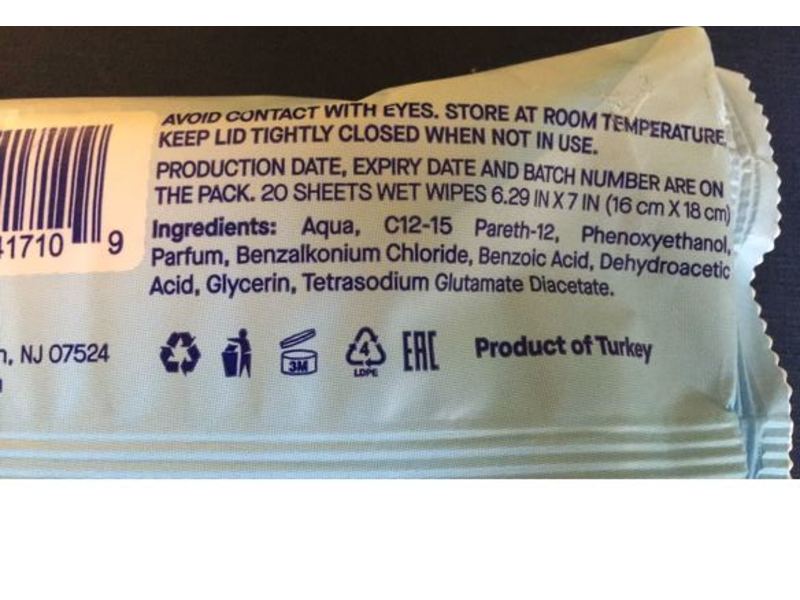 AVOID CONTACT WITH EYES. STORE AT ROOM TEMPERATURE.
KEEP LID TIGHTLY CLOSED WHEN NOT IN USE.
PRODUCTION DATE, EXPIRY DATE AND BATCH NUMBER ARE ON
THE PACK. 20 SHEETS WET WIPES 6.29 IN X 7 IN (16 cm X 18 cm)
Ingredients: Aqua, C12-15 Pareth-12, Phenoxyethanol,
Parfum, Benzalkonium Chloride, Benzoic Acid, Dehydroacetic
Acid, Glycerin, Tetrasodium Glutamate Diacetate.
41710 9
, NJ 07524
3M
4
LDPE
EAC
Product of Turkey